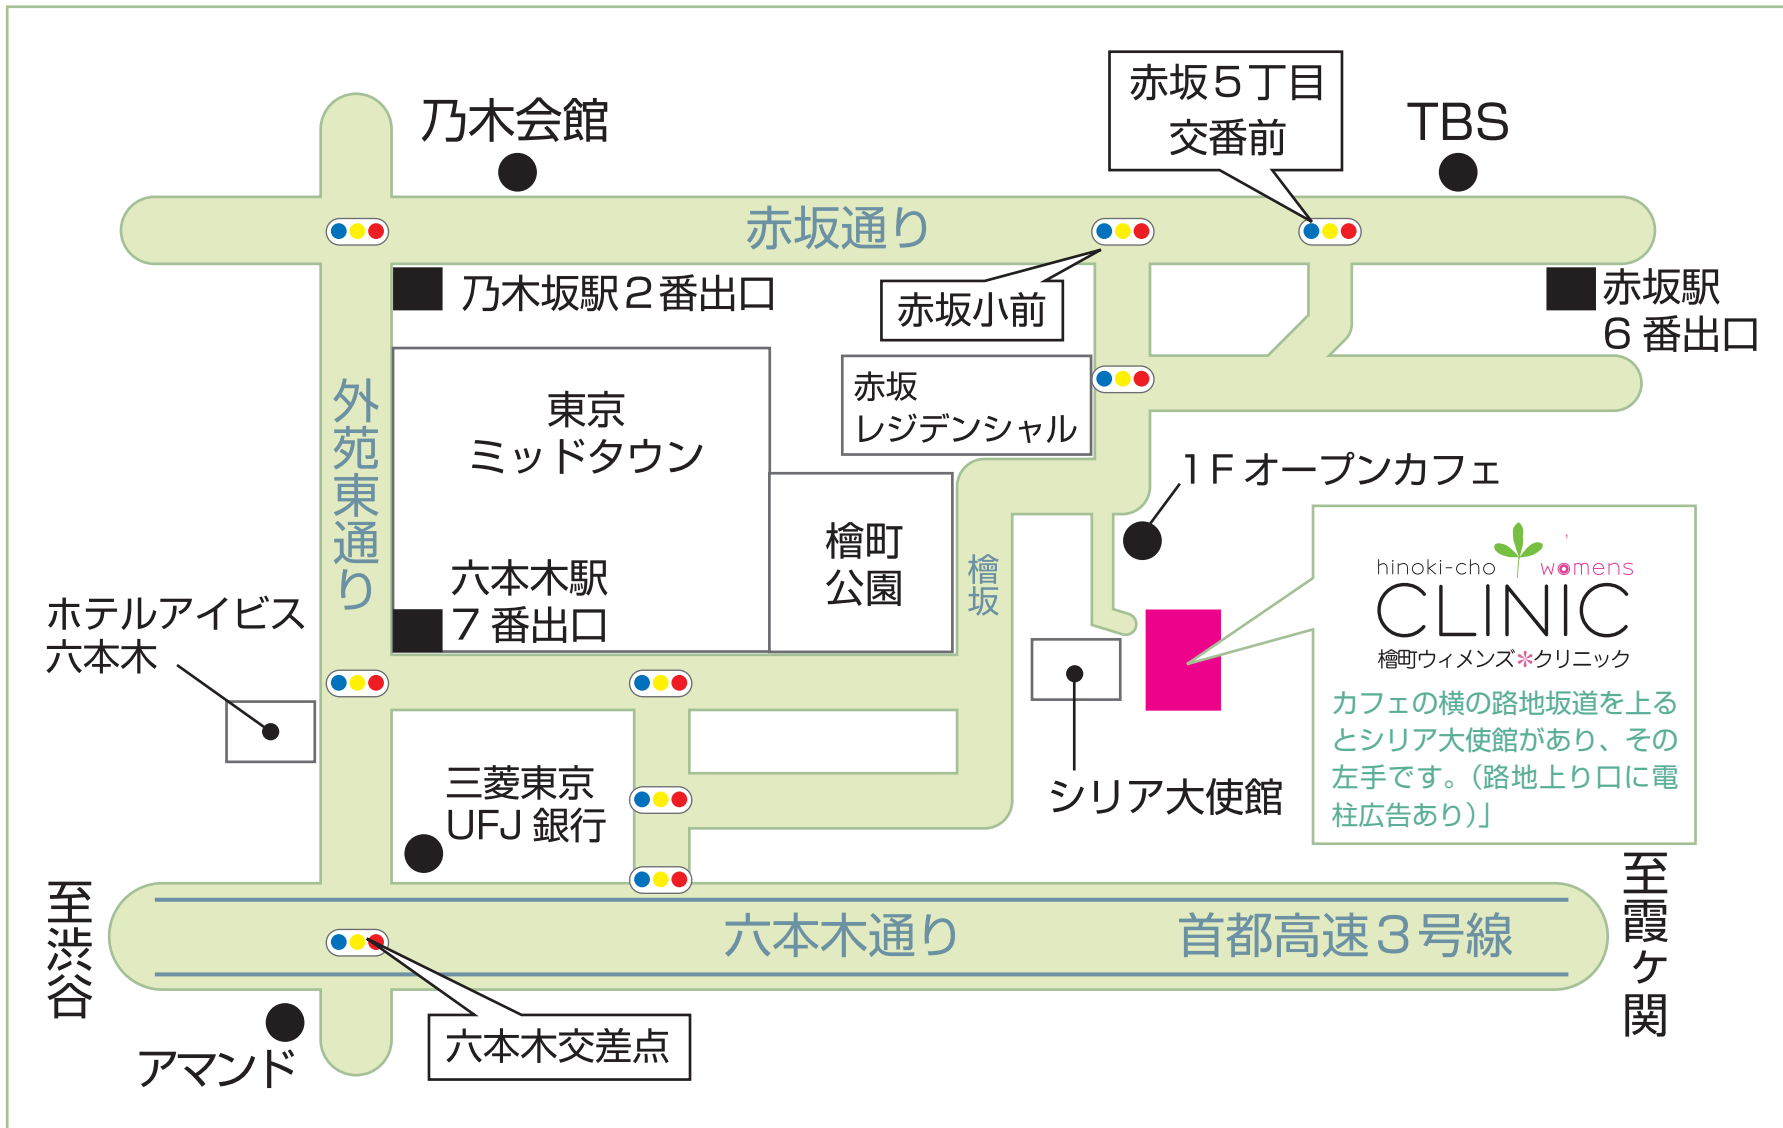 乃木会館
赤坂5丁目
交番前
TBS
赤坂通り
乃木坂駅2番出口
赤坂小前
赤坂駅
6番出口
外苑東通り
東京
ミッドタウン
赤坂
レジデンシャル
1Fオープンカフェ
檜町
公園
檜坂
六本木駅
7番出口
ホテルアイビス
六本木
hinoki-cho womens
CLINIC
檜町ウィメンズ*クリニック
カフェの横の路地坂道を上る
とシリア大使館があり、その
左手です。(路地上り口に電
柱広告あり)」
三菱東京
UFJ銀行
シリア大使館
至渋谷
六本木通り
首都高速3号線
至霞ヶ関
アマンド
六本木交差点